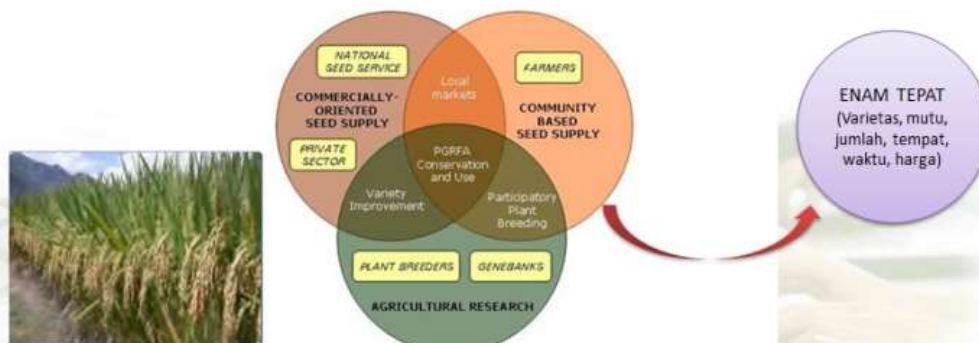 NATIONAL
SEED SERVICE
COMMERCIALLY-
ORIENTED
SEED SUPPLY
PRIVATE
SECTOR
Local
markets
FARMERS
COMMUNITY
BASED
SEED SUPPLY
PGRFA
Conservation
and Use
Variety
Improvement
Participatory
Plant
Breeding
PLANT BREEDERS
GENEBANKS
AGRICULTURAL RESEARCH
ENAM TEPAT
(Varietas, mutu,
jumlah, tempat,
waktu, harga)